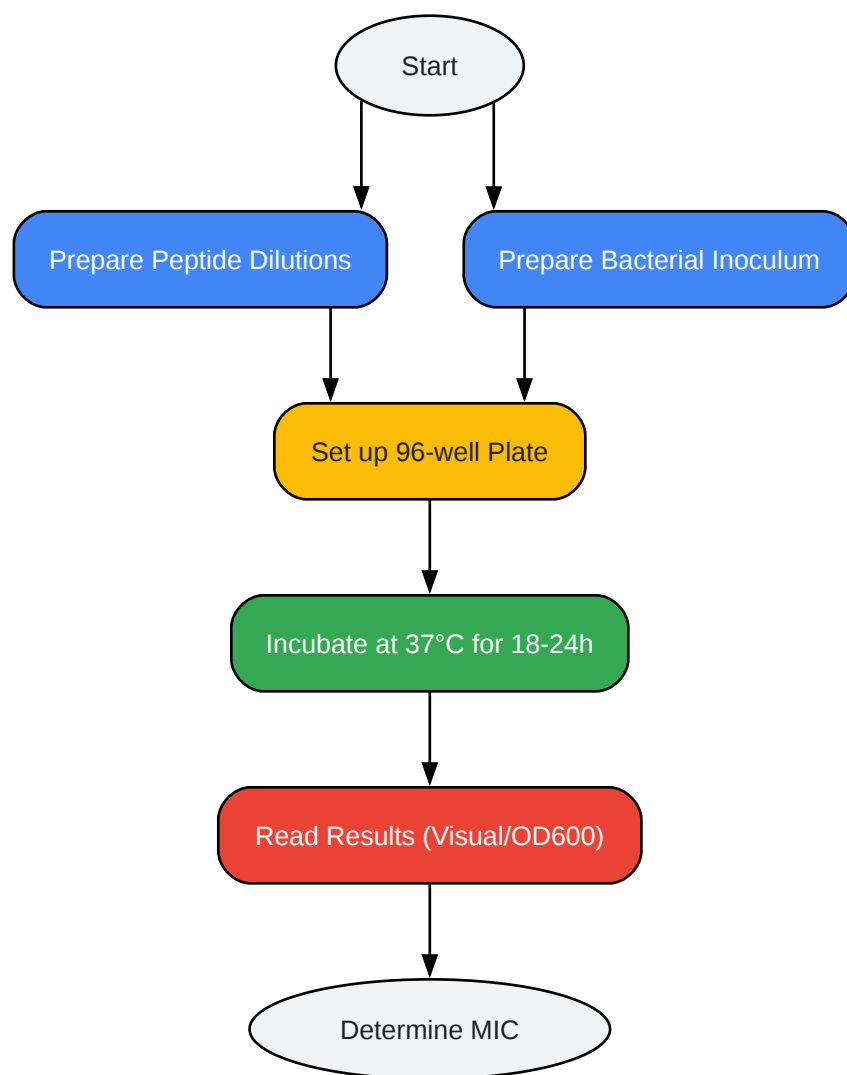 Start
Prepare Peptide Dilutions
Prepare Bacterial Inoculum
Set up 96-well Plate
Incubate at 37°C for 18-24h
Read Results (Visual/OD600)
Determine MIC